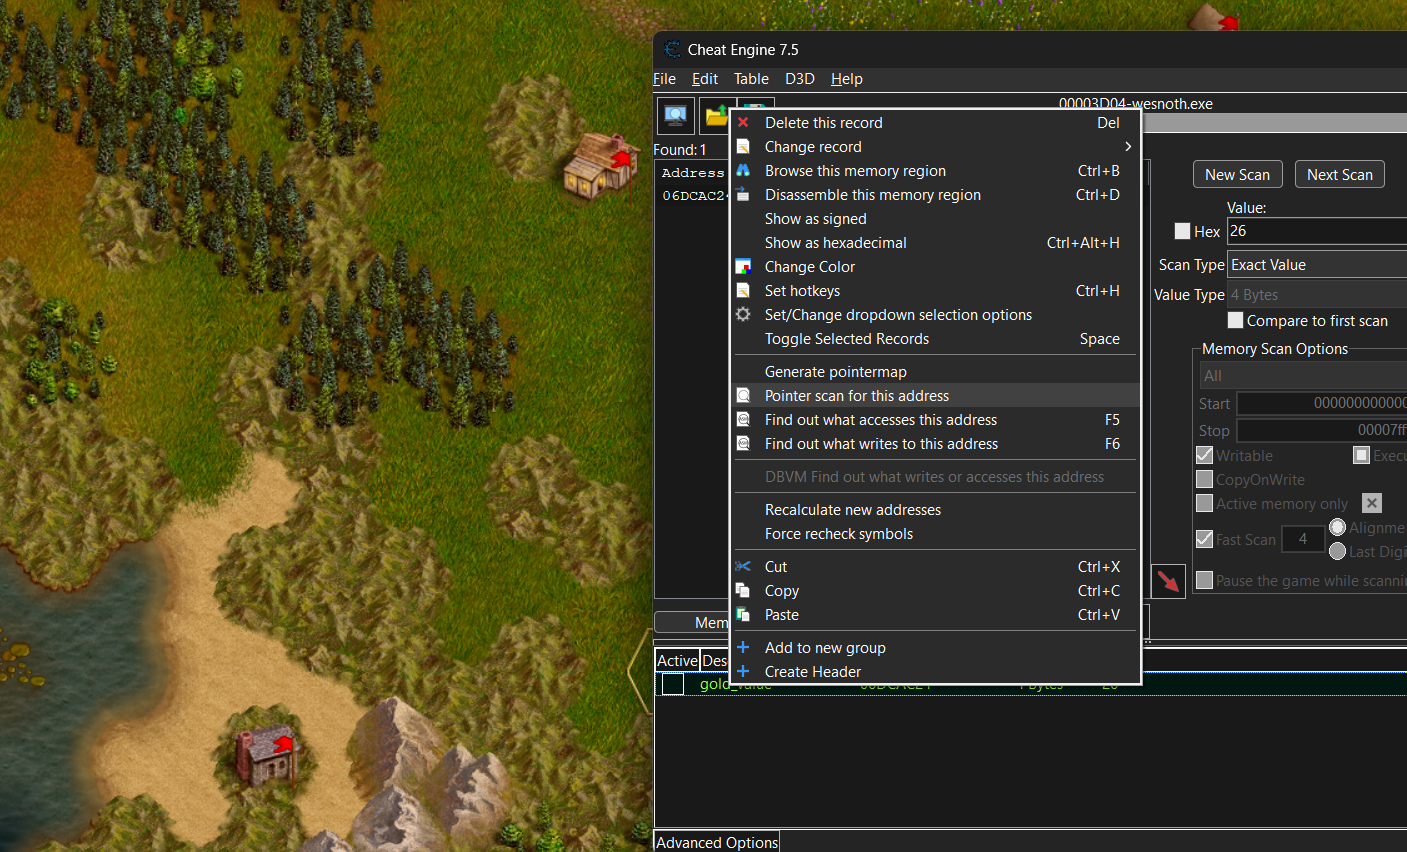 Cheat Engine 7.5
File Edit Table D3D Help
00003D04-wesnoth.exe
Found: 1
Address
06DCAC24
Delete this record Del
Change record
Browse this memory region Ctrl+B
Disassemble this memory region Ctrl+D
Show as signed
Show as hexadecimal Ctrl+Alt+H
Change Color
Set hotkeys Ctrl+H
Set/Change dropdown selection options
Toggle Selected Records Space
Generate pointermap
Pointer scan for this address
Find out what accesses this address F5
Find out what writes to this address F6
DBVM Find out what writes or accesses this address
Recalculate new addresses
Force recheck symbols
Cut Ctrl+X
Copy Ctrl+C
Paste Ctrl+V
Add to new group
Create Header
New Scan Next Scan
Value:
Hex 26
Scan Type Exact Value
Value Type 4 Bytes
Compare to first scan
Memory Scan Options
All
Start 000000000000
Stop 00007ff
Writable Execu
CopyOnWrite
Active memory only
Fast Scan 4 Alignme
Last Digi
Pause the game while scannin
Mem
Active Des
gold_value 06DCAC24 4 Bytes 26
Advanced Options